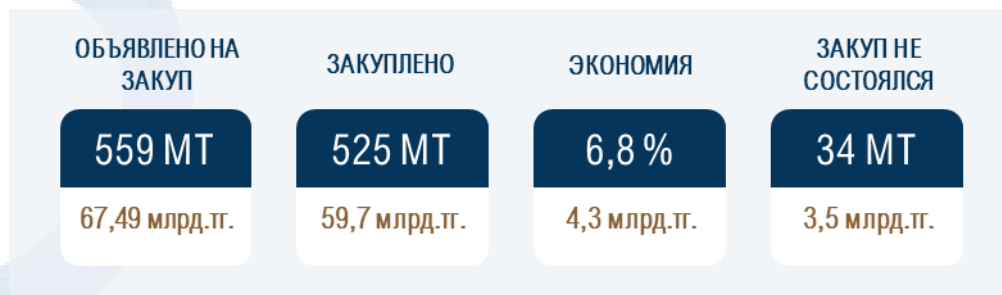 ОБЪЯВЛЕНО НА
ЗАКУП
559 МТ
67,49 млрд.тг.
ЗАКУПЛЕНО
525 МТ
59,7 млрд.тг.
ЭКОНОМИЯ
6,8 %
4,3 млрд.тг.
ЗАКУП НЕ
СОСТОЯЛСЯ
34 МТ
3,5 млрд.тг.